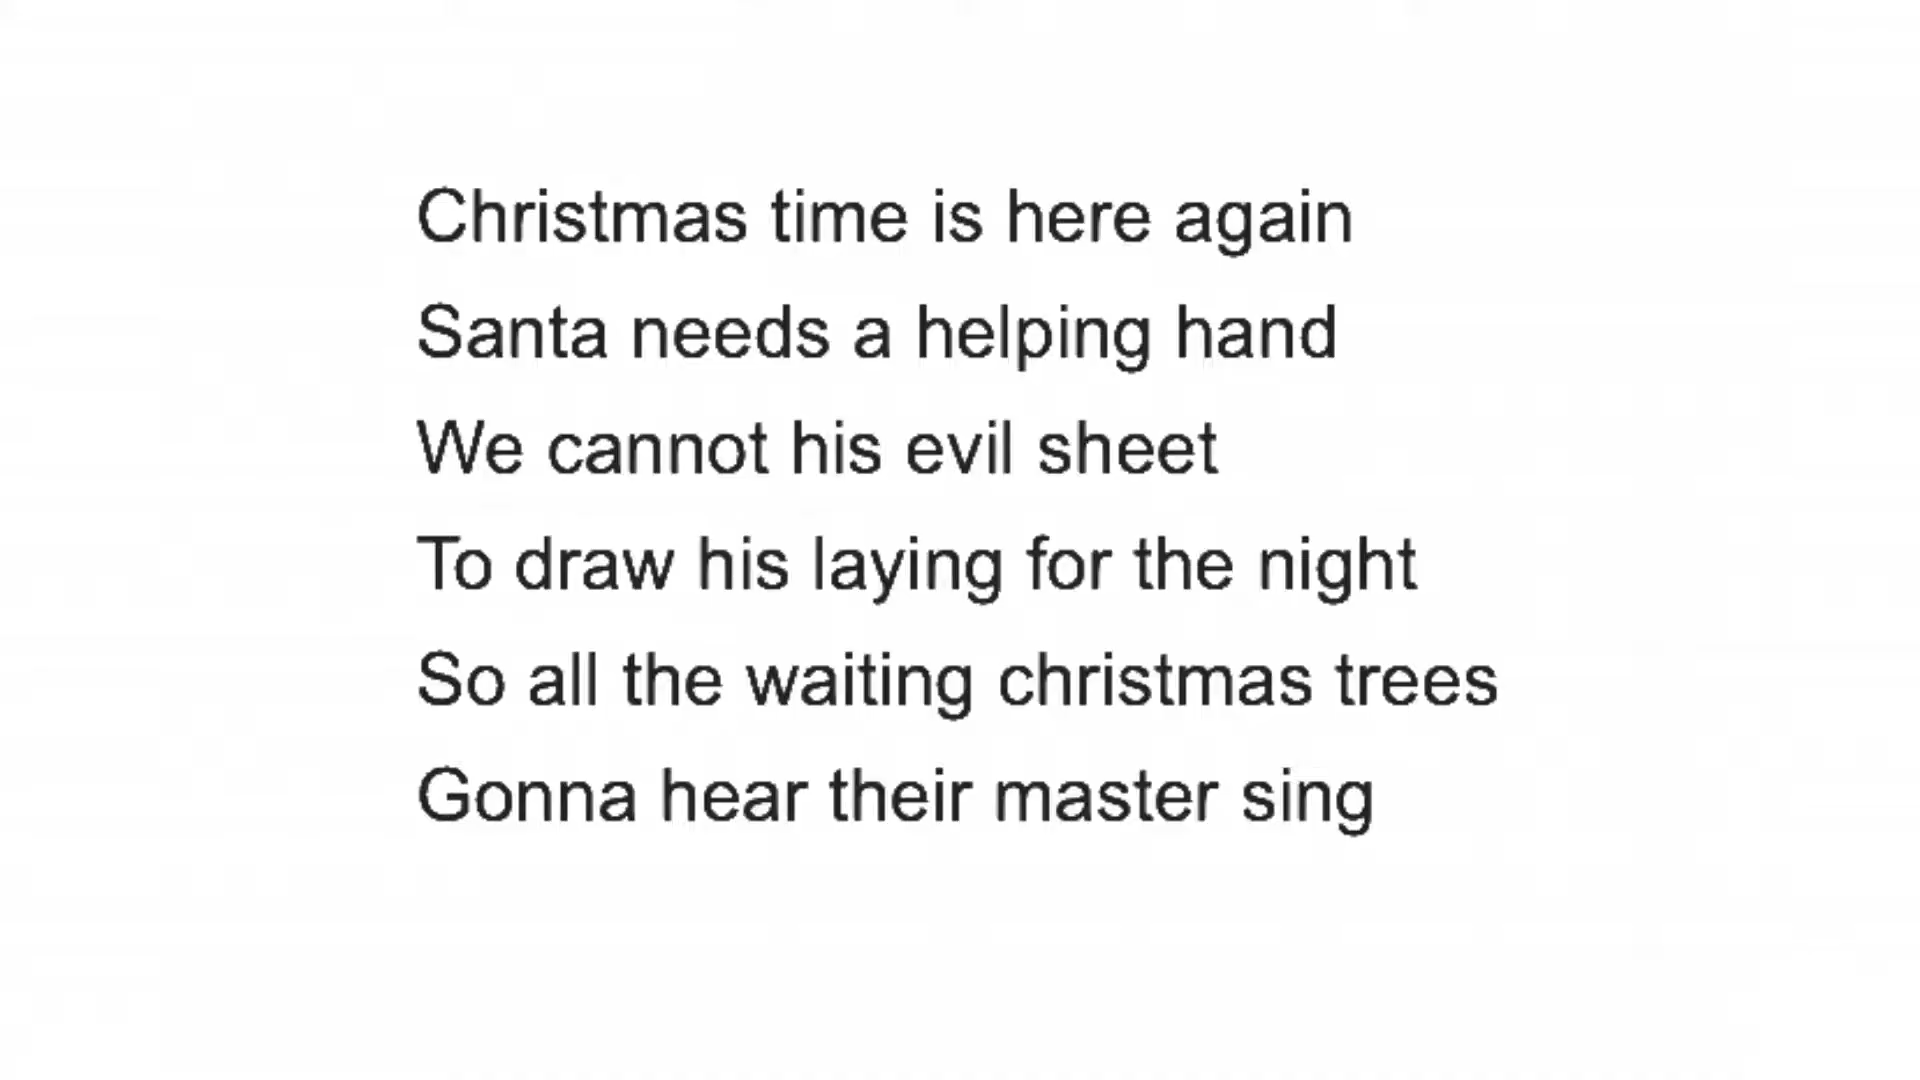 Christmas time is here again
Santa needs a helping hand
We cannot his evil sheet
To draw his laying for the night
So all the waiting christmas trees
Gonna hear their master sing